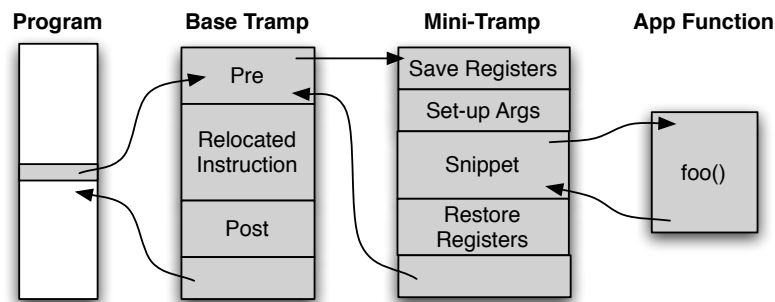 Program
Base Tramp
Mini-Tramp
App Function
Pre
Relocated
Instruction
Post
Save Registers
Set-up Args
Snippet
Restore
Registers
foo()